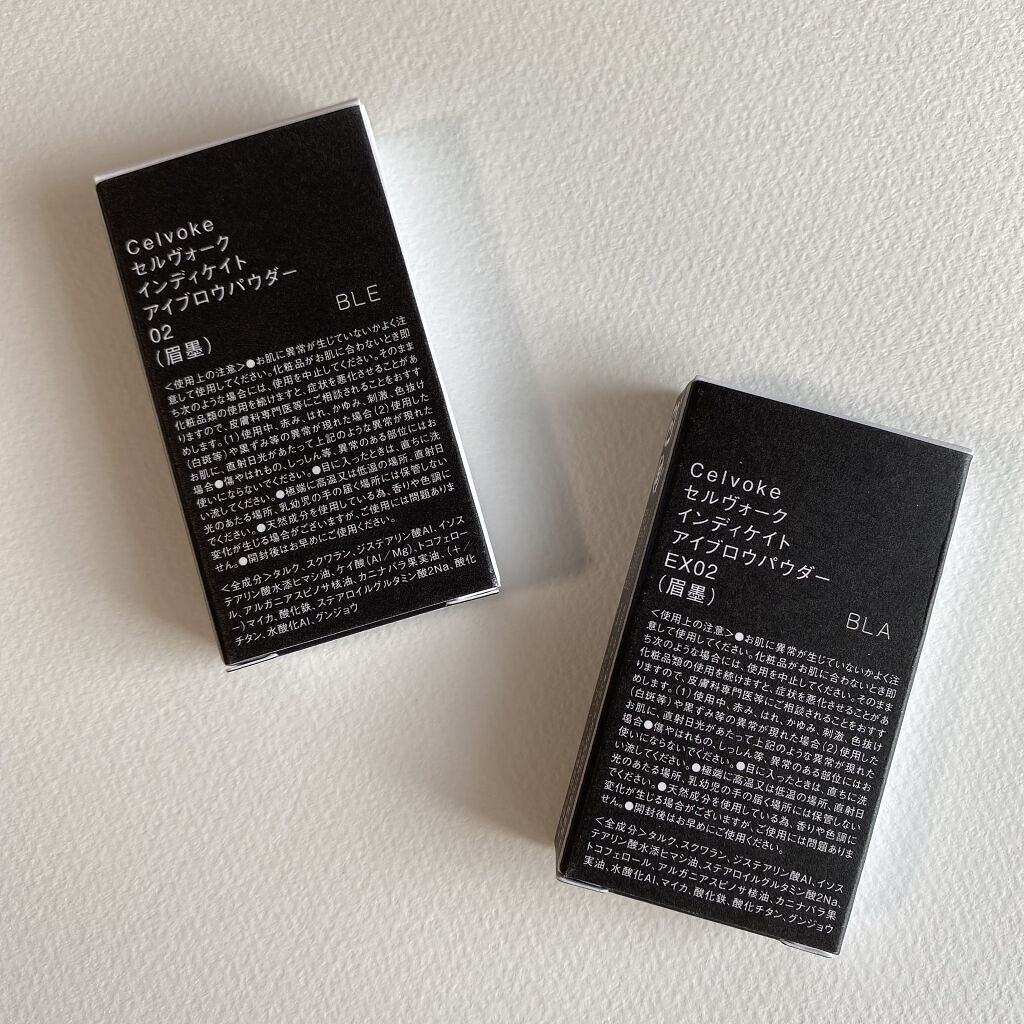 Celvoke
セルヴォーク
インディケイト
アイブロウパウダー
02
(眉墨)
BLE
<使用上の注意>●お肌に異常が生じていないかよく注
意して使用してください。化粧品がお肌に合わないとき即
ち次のような場合には、使用を中止してください。そのまま
化粧品類の使用を続けますと、症状を悪化させることがあ
りますので、皮膚科専門医等にご相談されることをおすす
めします。(1)使用中、赤み、はれ、かゆみ、刺激、色抜け
(白斑等)や黒ずみ等の異常が現れた場合(2)使用した
お肌に、直射日光があたって上記のような異常が現れた
場合●傷やはれもの、しっしん等、異常のある部位にはお
使いにならないでください。●目に入ったときは、直ちに洗
い流してください。●極端に高温又は低温の場所、直射日
光のあたる場所、乳幼児の手の届く場所には保管しない
でください。●天然成分を使用している為、香りや色調に
変化が生じる場合がございますが、ご使用には問題ありま
せん。●開封後はお早めにご使用ください。
<全成分>タルク、スクワラン、ジステアリン酸Al、イソス
テアリン酸水添ヒマシ油、ケイ酸(Al/Mg)、トコフェロー
ル、アルガニアスピノサ核油、カニナバラ果実油、(+/
-)マイカ、酸化鉄、ステアロイルグルタミン酸2Na、酸化
チタン、水酸化Al、グンジョウ
Celvoke
セルヴォーク
インディケイト
アイブロウパウダー
EX02
(眉墨)
BLA
<使用上の注意>●お肌に異常が生じていないかよく注
意して使用してください。化粧品がお肌に合わないとき即
ち次のような場合には、使用を中止してください。そのまま
化粧品類の使用を続けますと、症状を悪化させることがあ
りますので、皮膚科専門医等にご相談されることをおすす
めします。(1)使用中、赤み、はれ、かゆみ、刺激、色抜け
(白斑等)や黒ずみ等の異常が現れた場合(2)使用した
お肌に、直射日光があたって上記のような異常が現れた
場合●傷やはれもの、しっしん等、異常のある部位にはお
使いにならないでください。●目に入ったときは、直ちに洗
い流してください。●極端に高温又は低温の場所、直射日
光のあたる場所、乳幼児の手の届く場所には保管しない
でください。●天然成分を使用している為、香りや色調に
変化が生じる場合がございますが、ご使用には問題ありま
せん。●開封後はお早めにご使用ください。
<全成分>タルク、スクワラン、ジステアリン酸Al、イソス
テアリン酸水添ヒマシ油、ステアロイルグルタミン酸2Na、
トコフェロール、アルガニアスピノサ核油、カニナバラ果
実油、水酸化Al、マイカ、酸化鉄、酸化チタン、グンジョウ